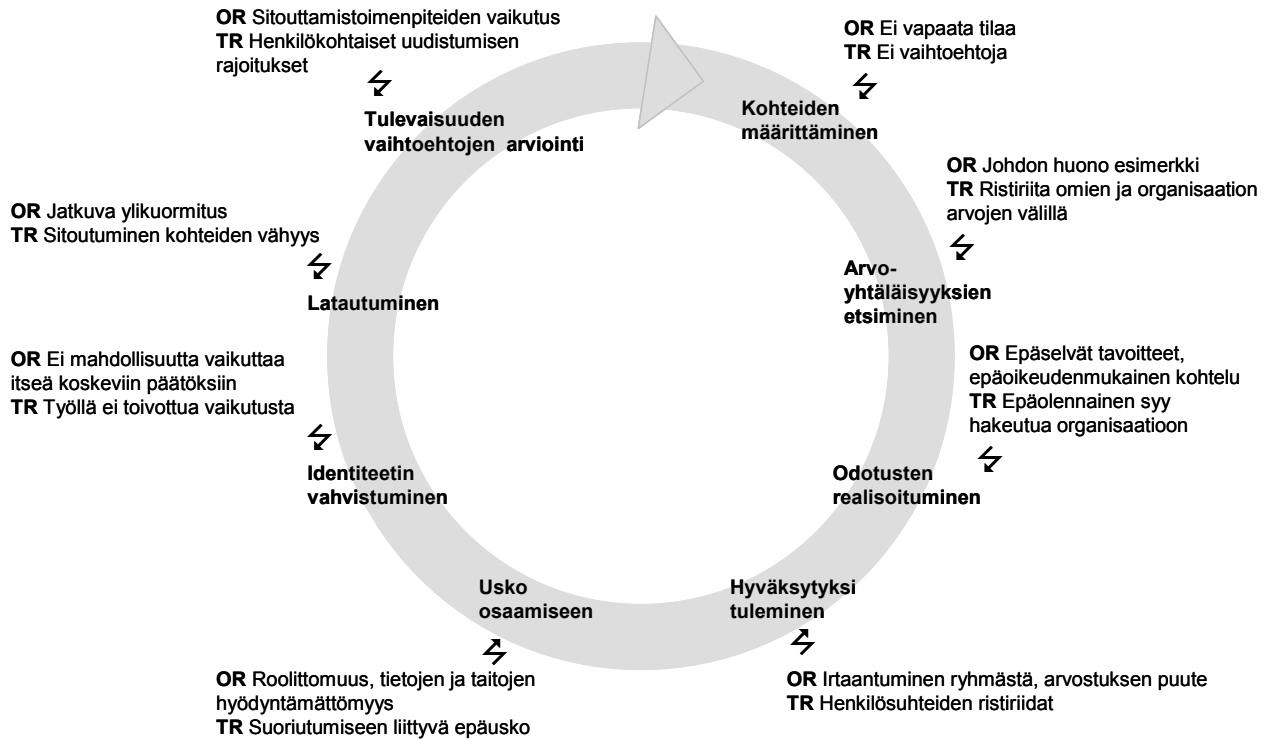 OR Sitouttamistoimenpiteiden vaikutus
TR Henkilökohtaiset uudistumisen
rajoitukset
Tulevaisuuden
vaihtoehtojen arviointi
OR Ei vapaata tilaa
TR Ei vaihtoehtoja
Kohteiden
määrittäminen
OR Johdon huono esimerkki
TR Ristiriita omien ja organisaation
arvojen välillä
Arvo-
yhtäläisyyksien
etsiminen
OR Epäselvät tavoitteet,
epäoikeudenmukainen kohtelu
TR Epäolennainen syy
hakeutua organisaatioon
Odotusten
realisoituminen
Hyväksytyksi
tuleminen
OR Irtaantuminen ryhmästä, arvostuksen puute
TR Henkilösuhteiden ristiriidat
Usko
osaamiseen
OR Roolittomuus, tietojen ja taitojen
hyödyntämättömyys
TR Suoriutumiseen liittyvä epäusko
OR Ei mahdollisuutta vaikuttaa
itseä koskeviin päätöksiin
TR Työllä ei toivottua vaikutusta
Identiteetin
vahvistuminen
OR Jatkuva ylikuormitus
TR Sitoutuminen kohteiden vähyys
Latautuminen